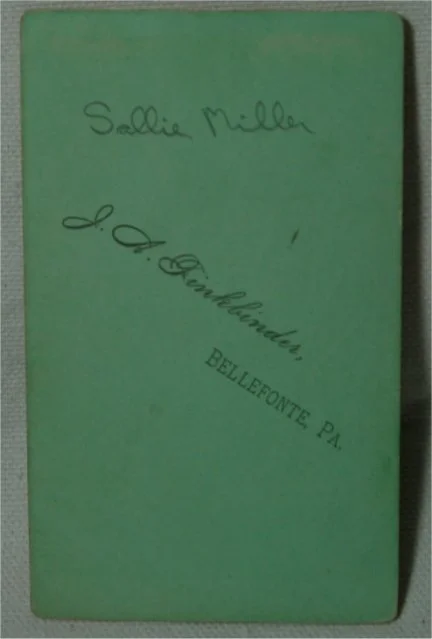 Sallie Miller
J. A. Finkbinder,
BELLEFONTE, PA.